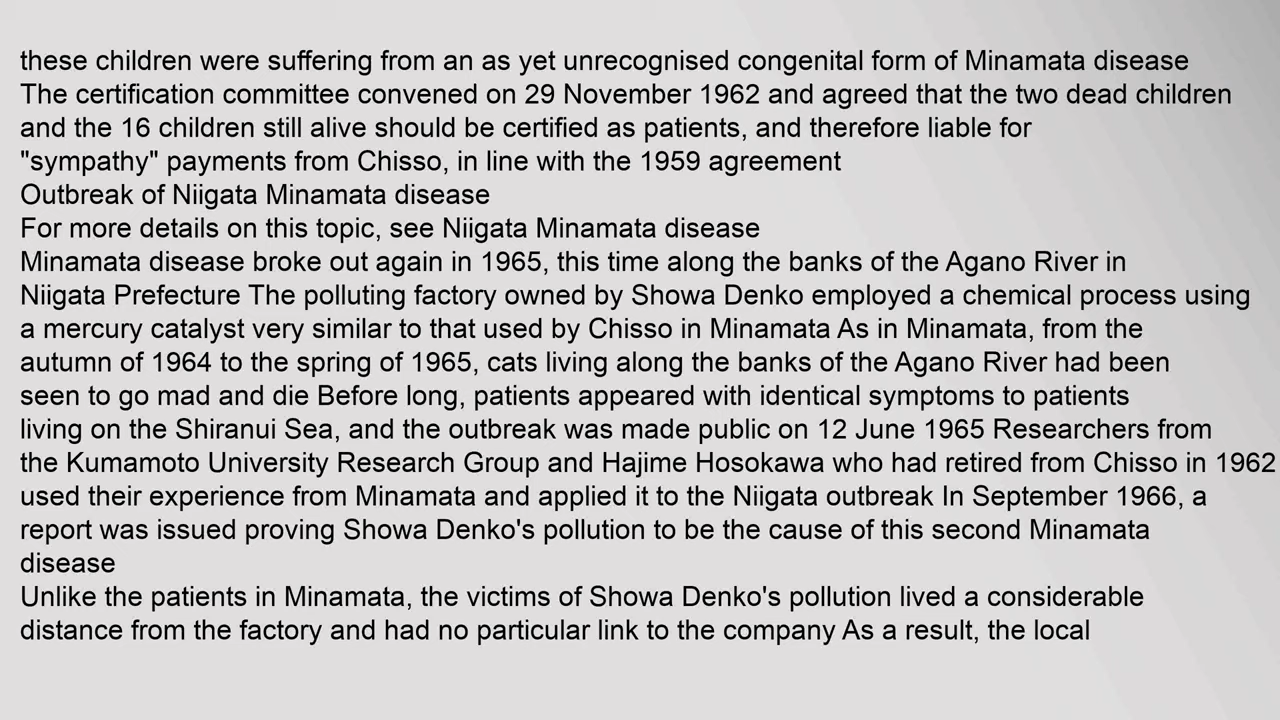 these children were suffering from an as yet unrecognised congenital form of Minamata disease
The certification committee convened on 29 November 1962 and agreed that the two dead children
and the 16 children still alive should be certified as patients, and therefore liable for
"sympathy" payments from Chisso, in line with the 1959 agreement
Outbreak of Niigata Minamata disease
For more details on this topic, see Niigata Minamata disease
Minamata disease broke out again in 1965, this time along the banks of the Agano River in
Niigata Prefecture The polluting factory owned by Showa Denko employed a chemical process using
a mercury catalyst very similar to that used by Chisso in Minamata As in Minamata, from the
autumn of 1964 to the spring of 1965, cats living along the banks of the Agano River had been
seen to go mad and die Before long, patients appeared with identical symptoms to patients
living on the Shiranui Sea, and the outbreak was made public on 12 June 1965 Researchers from
the Kumamoto University Research Group and Hajime Hosokawa who had retired from Chisso in 1962
used their experience from Minamata and applied it to the Niigata outbreak In September 1966, a
report was issued proving Showa Denko's pollution to be the cause of this second Minamata
disease
Unlike the patients in Minamata, the victims of Showa Denko's pollution lived a considerable
distance from the factory and had no particular link to the company As a result, the local